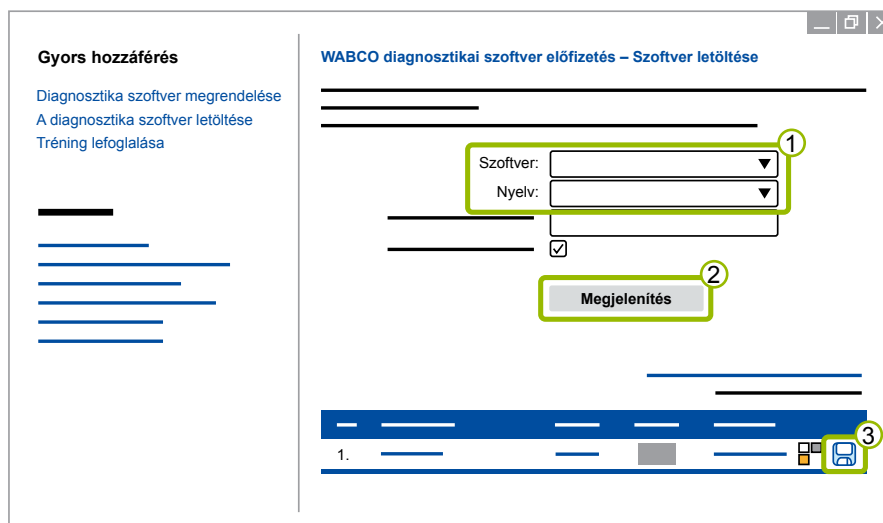 Gyors hozzáférés
Diagnosztika szoftver megrendelése
A diagnosztika szoftver letöltése
Tréning lefoglalása
WABCO diagnosztikai szoftver előfizetés – Szoftver letöltése
1
Szoftver:
Nyelv:
2
Megjelenítés
3
1.